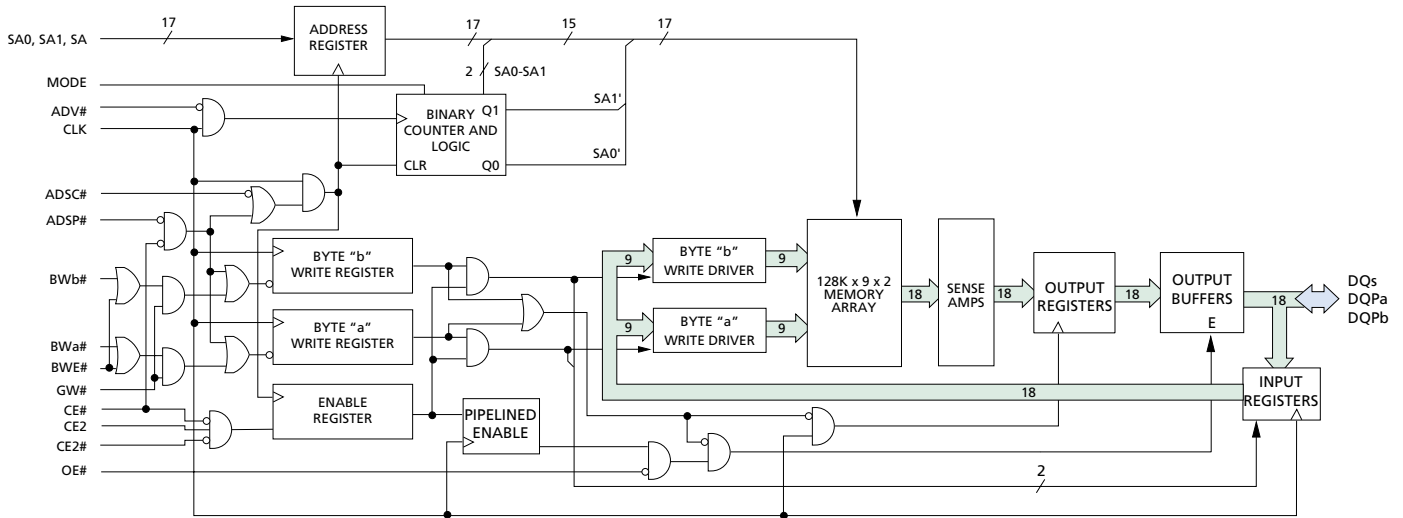 17
ADDRESS
REGISTER
17
15
17
SA0, SA1, SA
2
SA0-SA1
MODE
ADV#
CLK
BINARY
COUNTER AND
LOGIC
Q1
CLR
Q0
SA1'
SA0'
ADSC#
ADSP#
BYTE “b”
WRITE REGISTER
9
BYTE “b”
WRITE DRIVER
9
BWb#
128K x 9 x 2
MEMORY
ARRAY
18
SENSE
AMPS
18
OUTPUT
REGISTERS
18
OUTPUT
BUFFERS
E
18
DQs
DQPa
DQPb
BYTE “a”
WRITE REGISTER
9
BYTE “a”
WRITE DRIVER
9
BWa#
BWE#
GW#
CE#
CE2
CE2#
OE#
ENABLE
REGISTER
PIPELINED
ENABLE
18
INPUT
REGISTERS
2